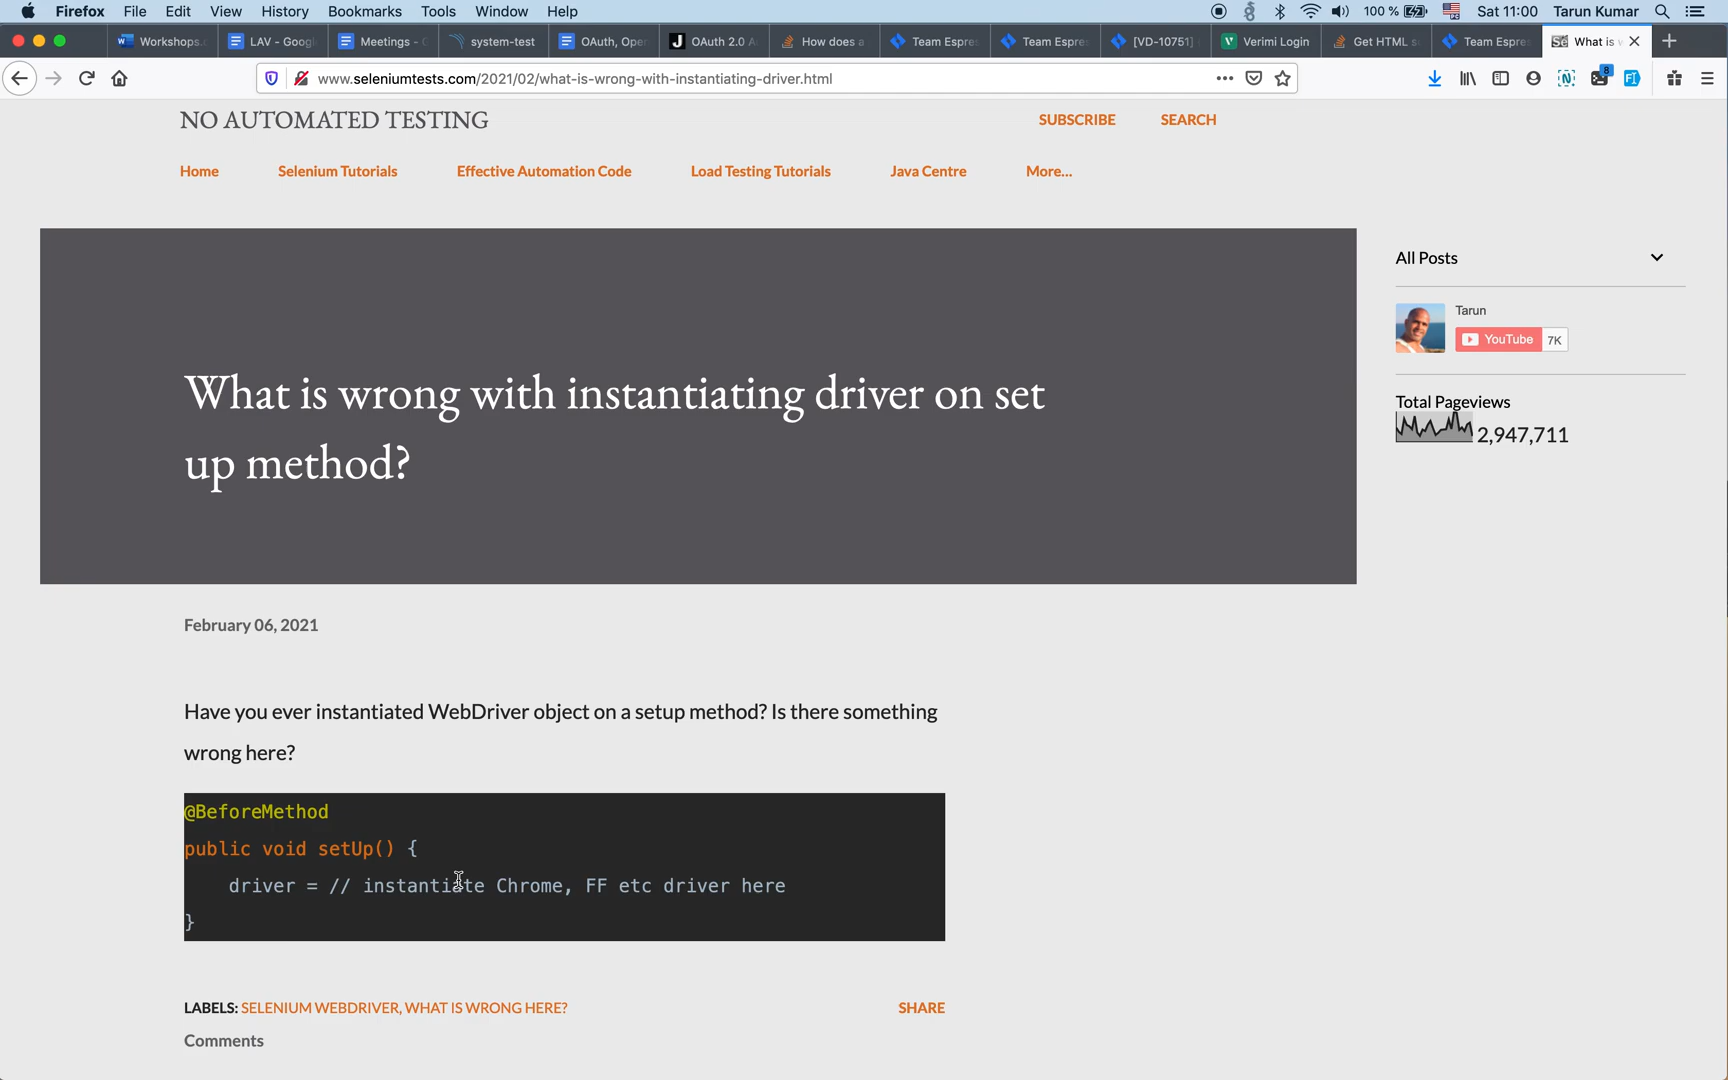 Firefox File Edit View History Bookmarks Tools Window Help 100 % Sat 11:00 Tarun Kumar
Workshops. LAV - Googl Meetings - G system-test OAuth, Open OAuth 2.0 A How does a Team Espre Team Espre [VD-10751] Verimi Login Get HTML s Team Espre What is w
www.seleniumtests.com/2021/02/what-is-wrong-with-instantiating-driver.html 8
NO AUTOMATED TESTING SUBSCRIBE SEARCH
Home Selenium Tutorials Effective Automation Code Load Testing Tutorials Java Centre More...
All Posts
Tarun
YouTube 7K
Total Pageviews
2,947,711
What is wrong with instantiating driver on set
up method?
February 06, 2021
Have you ever instantiated WebDriver object on a setup method? Is there something
wrong here?
@BeforeMethod
public void setUp() {
driver = // instantiate Chrome, FF etc driver here
}
LABELS: SELENIUM WEBDRIVER, WHAT IS WRONG HERE? SHARE
Comments